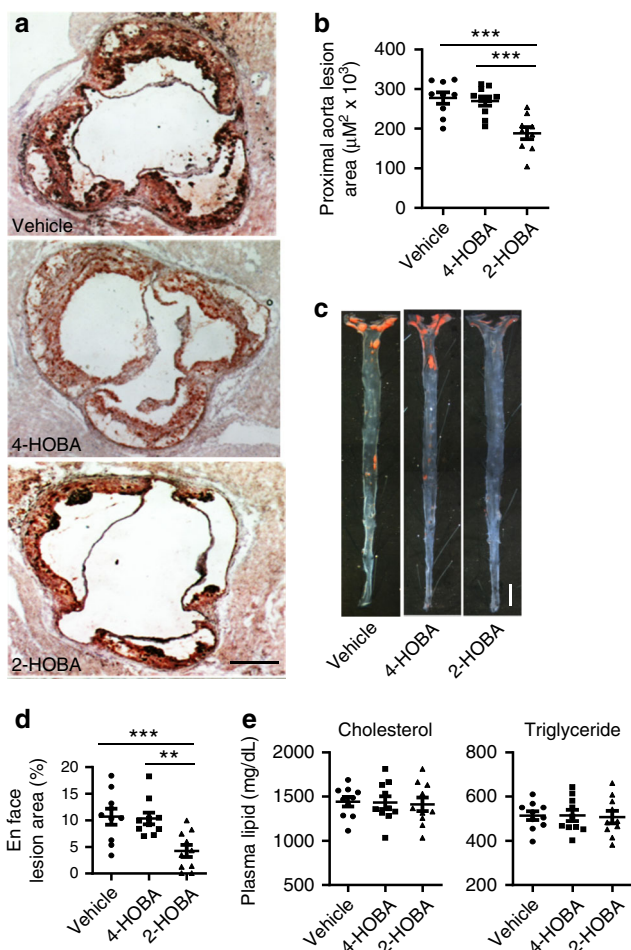 a
Vehicle
4-HOBA
2-HOBA
b
***
***
Proximal aorta lesion
area (µM² x 10³)
400
300
200
100
0
Vehicle
4-HOBA
2-HOBA
c
Vehicle
4-HOBA
2-HOBA
d
***
**
En face
lesion area (%)
20
15
10
5
0
Vehicle
4-HOBA
2-HOBA
e
Cholesterol
Plasma lipid (mg/dL)
2000
1500
1000
500
Vehicle
4-HOBA
2-HOBA
Triglyceride
800
600
400
200
Vehicle
4-HOBA
2-HOBA